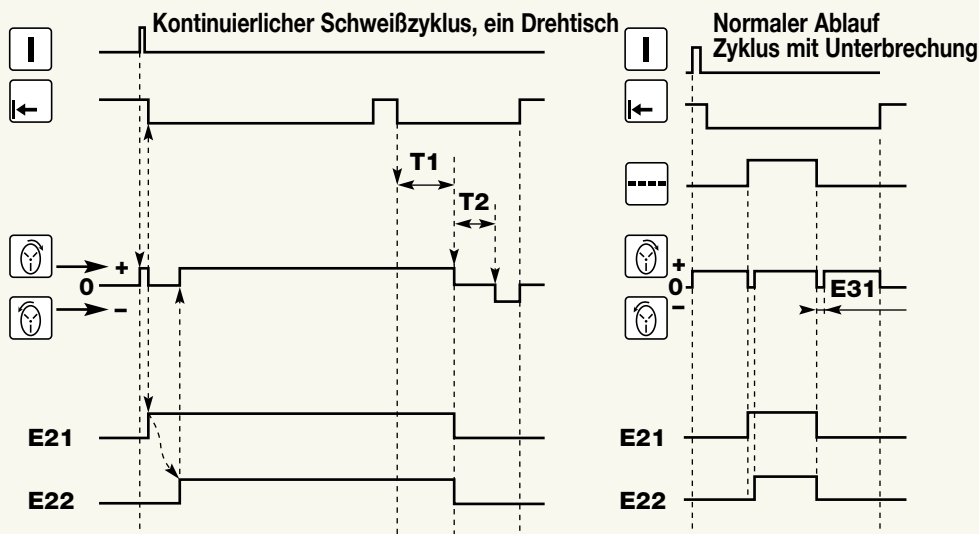 Kontinuierlicher Schweißzyklus, ein Drehtisch
T1
T2
+
0
–
E21
E22
Normaler Ablauf
Zyklus mit Unterbrechung
+
0
–
E31
E21
E22